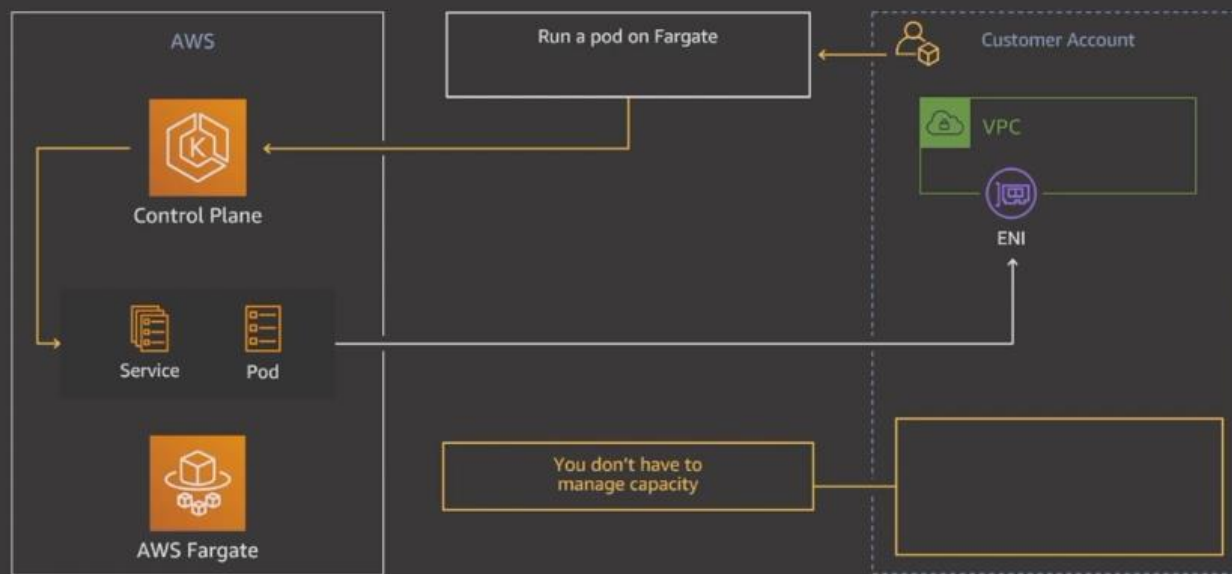 AWS
Run a pod on Fargate
Customer Account
K
Control Plane
VPC
ENI
Service
Pod
You don't have to
manage capacity
AWS Fargate